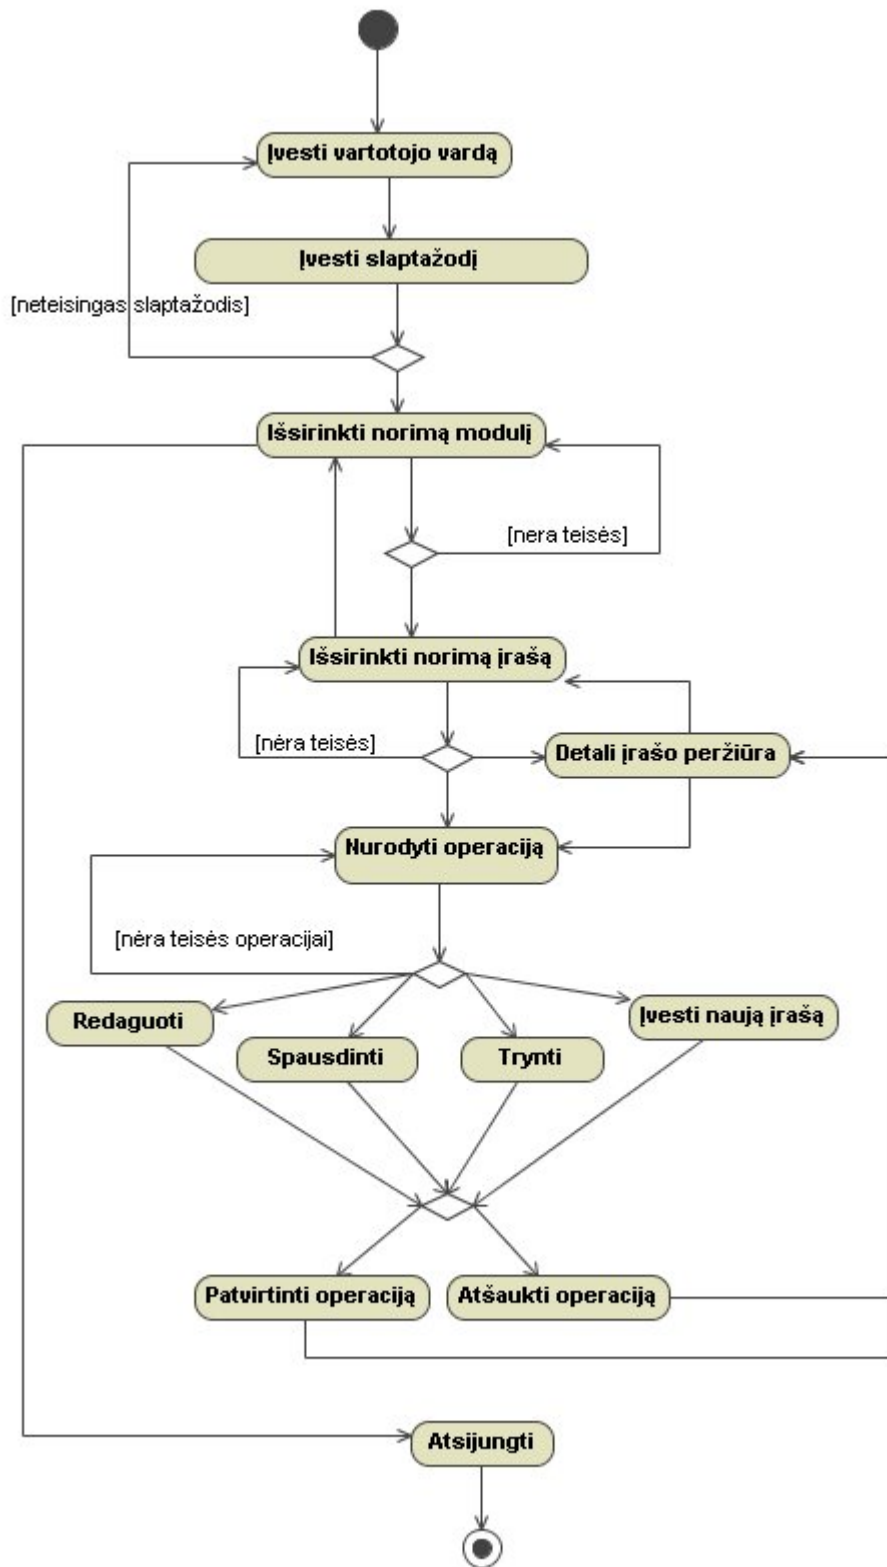 Įvesti vartotojo vardą
Įvesti slaptažodį
[neteisingas slaptažodis]
Išsirinkti norimą modulį
[nera teisės]
Išsirinkti norimą įrašą
[nėra teisės]
Detali įrašo peržiūra
Nurodyti operaciją
[nėra teisės operacijai]
Redaguoti
Spausdinti
Trynti
Įvesti naują įrašą
Patvirtinti operaciją
Atšaukti operaciją
Atsijungti